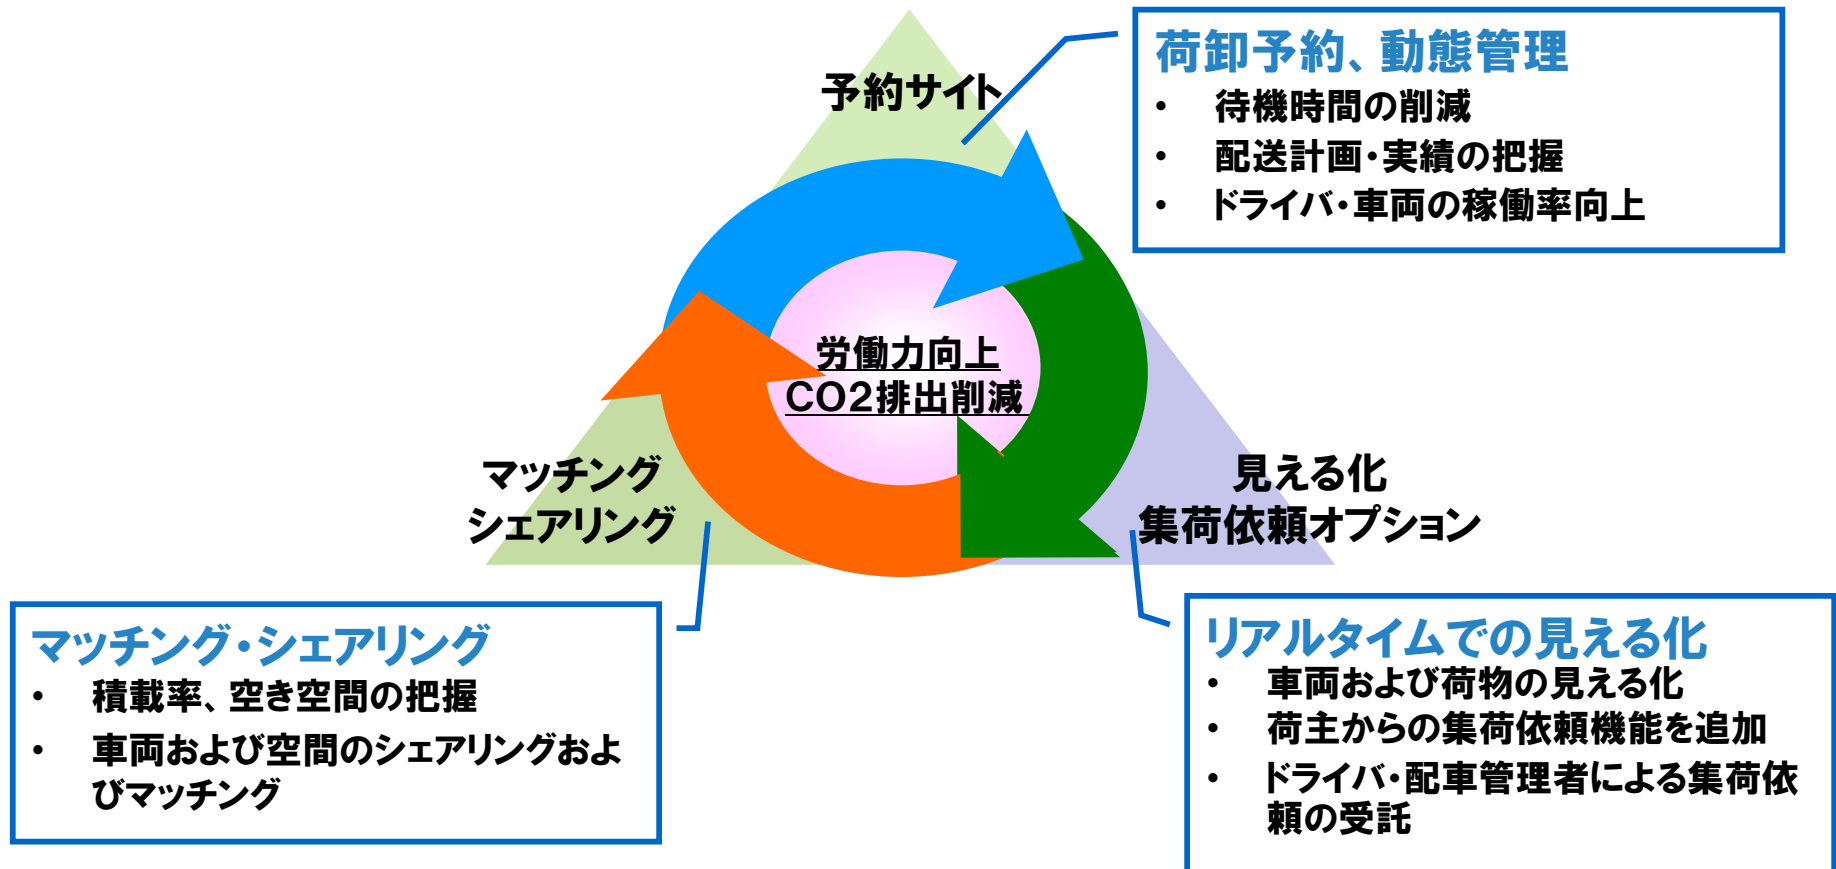 予約サイト
荷卸予約、動態管理
• 待機時間の削減
• 配送計画・実績の把握
• ドライバ・車両の稼働率向上
労働力向上
CO2排出削減
マッチング
シェアリング
見える化
集荷依頼オプション
マッチング・シェアリング
• 積載率、空き空間の把握
• 車両および空間のシェアリングおよ
びマッチング
リアルタイムでの見える化
• 車両および荷物の見える化
• 荷主からの集荷依頼機能を追加
• ドライバ・配車管理者による集荷依
頼の受託